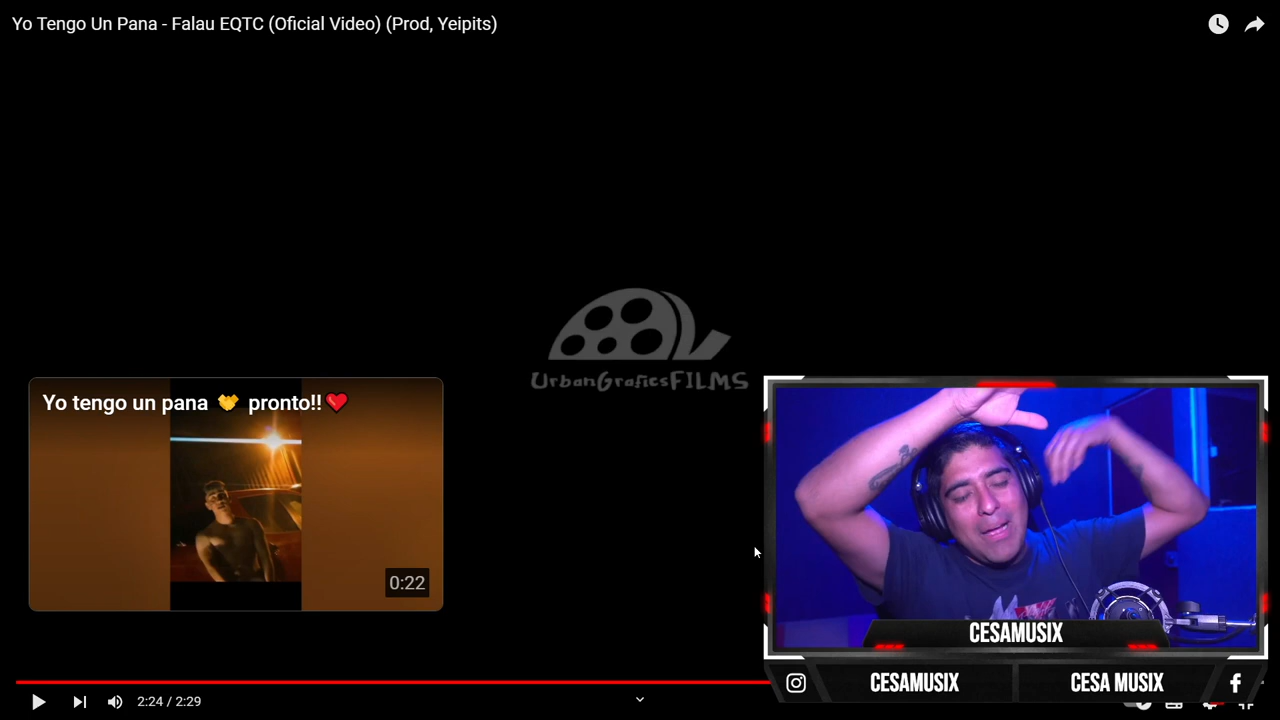 Yo Tengo Un Pana - Falau EQTC (Oficial Video) (Prod, Yeipits)
UrbanGraficsFILMS
Yo tengo un pana 🤝 pronto!!❤️
0:22
CESAMUSIX
CESAMUSIX
CESA MUSIX
2:24 / 2:29